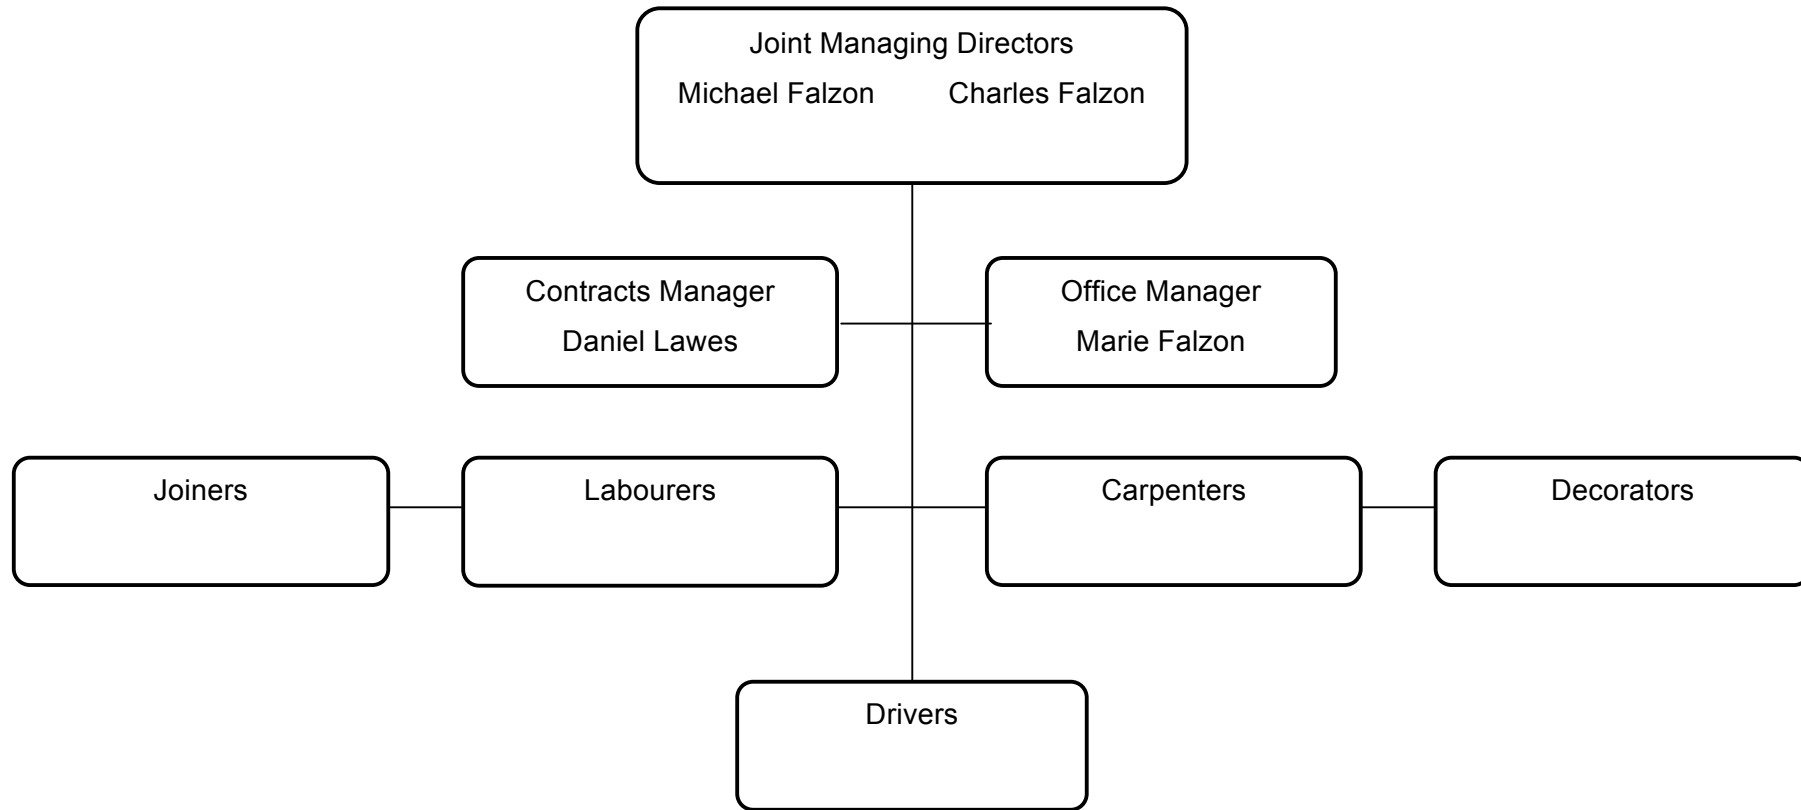 Joint Managing Directors
Michael Falzon Charles Falzon
Contracts Manager
Daniel Lawes
Office Manager
Marie Falzon
Joiners
Labourers
Carpenters
Decorators
Drivers